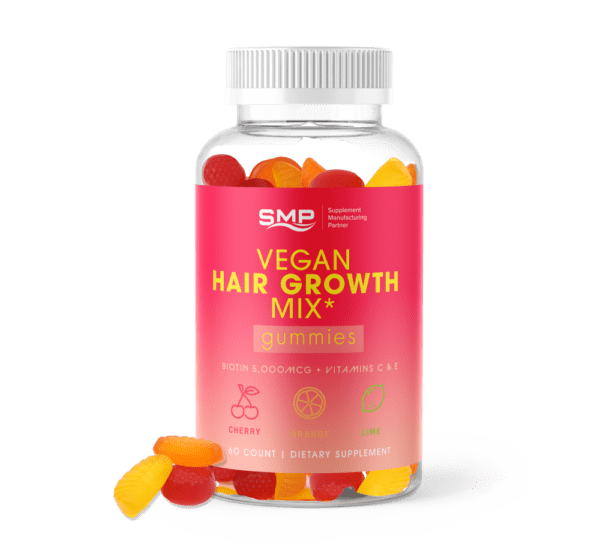 SMP
Supplement
Manufacturing
Partner
VEGAN
HAIR GROWTH
MIX*
gummies
BIOTIN 5,000MCG + VITAMINS C & E
CHERRY
ORANGE
LIME
60 COUNT | DIETARY SUPPLEMENT